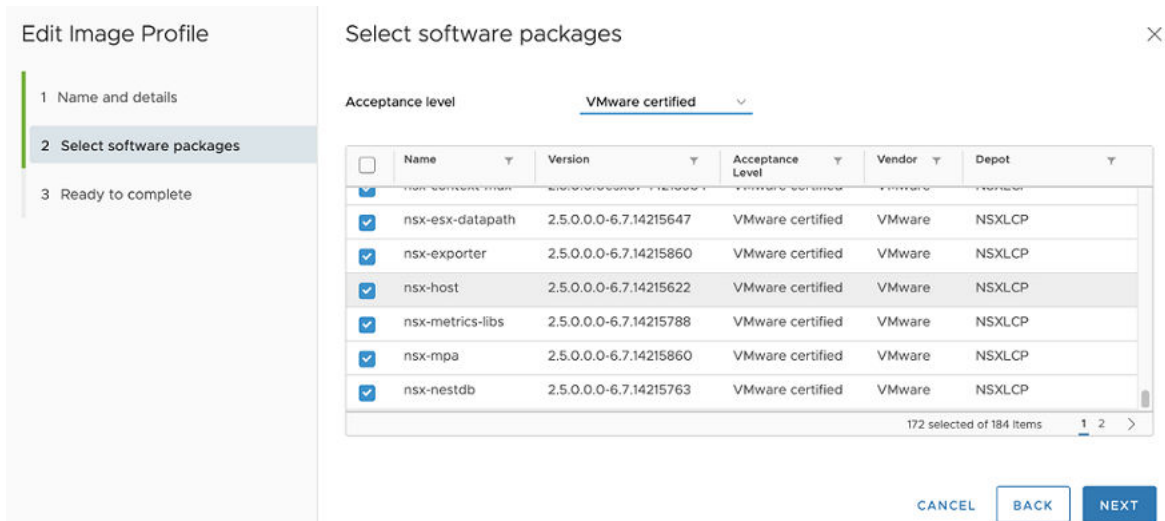 Edit Image Profile
1 Name and details
2 Select software packages
3 Ready to complete
Select software packages
Acceptance level VMware certified
Name Version Acceptance Level Vendor Depot
nsx-esx-datapath 2.5.0.0.0-6.7.14215647 VMware certified VMware NSXLCP
nsx-exporter 2.5.0.0.0-6.7.14215860 VMware certified VMware NSXLCP
nsx-host 2.5.0.0.0-6.7.14215622 VMware certified VMware NSXLCP
nsx-metrics-libs 2.5.0.0.0-6.7.14215788 VMware certified VMware NSXLCP
nsx-mpa 2.5.0.0.0-6.7.14215860 VMware certified VMware NSXLCP
nsx-nestdb 2.5.0.0.0-6.7.14215763 VMware certified VMware NSXLCP
172 selected of 184 Items 1 2
CANCEL BACK NEXT